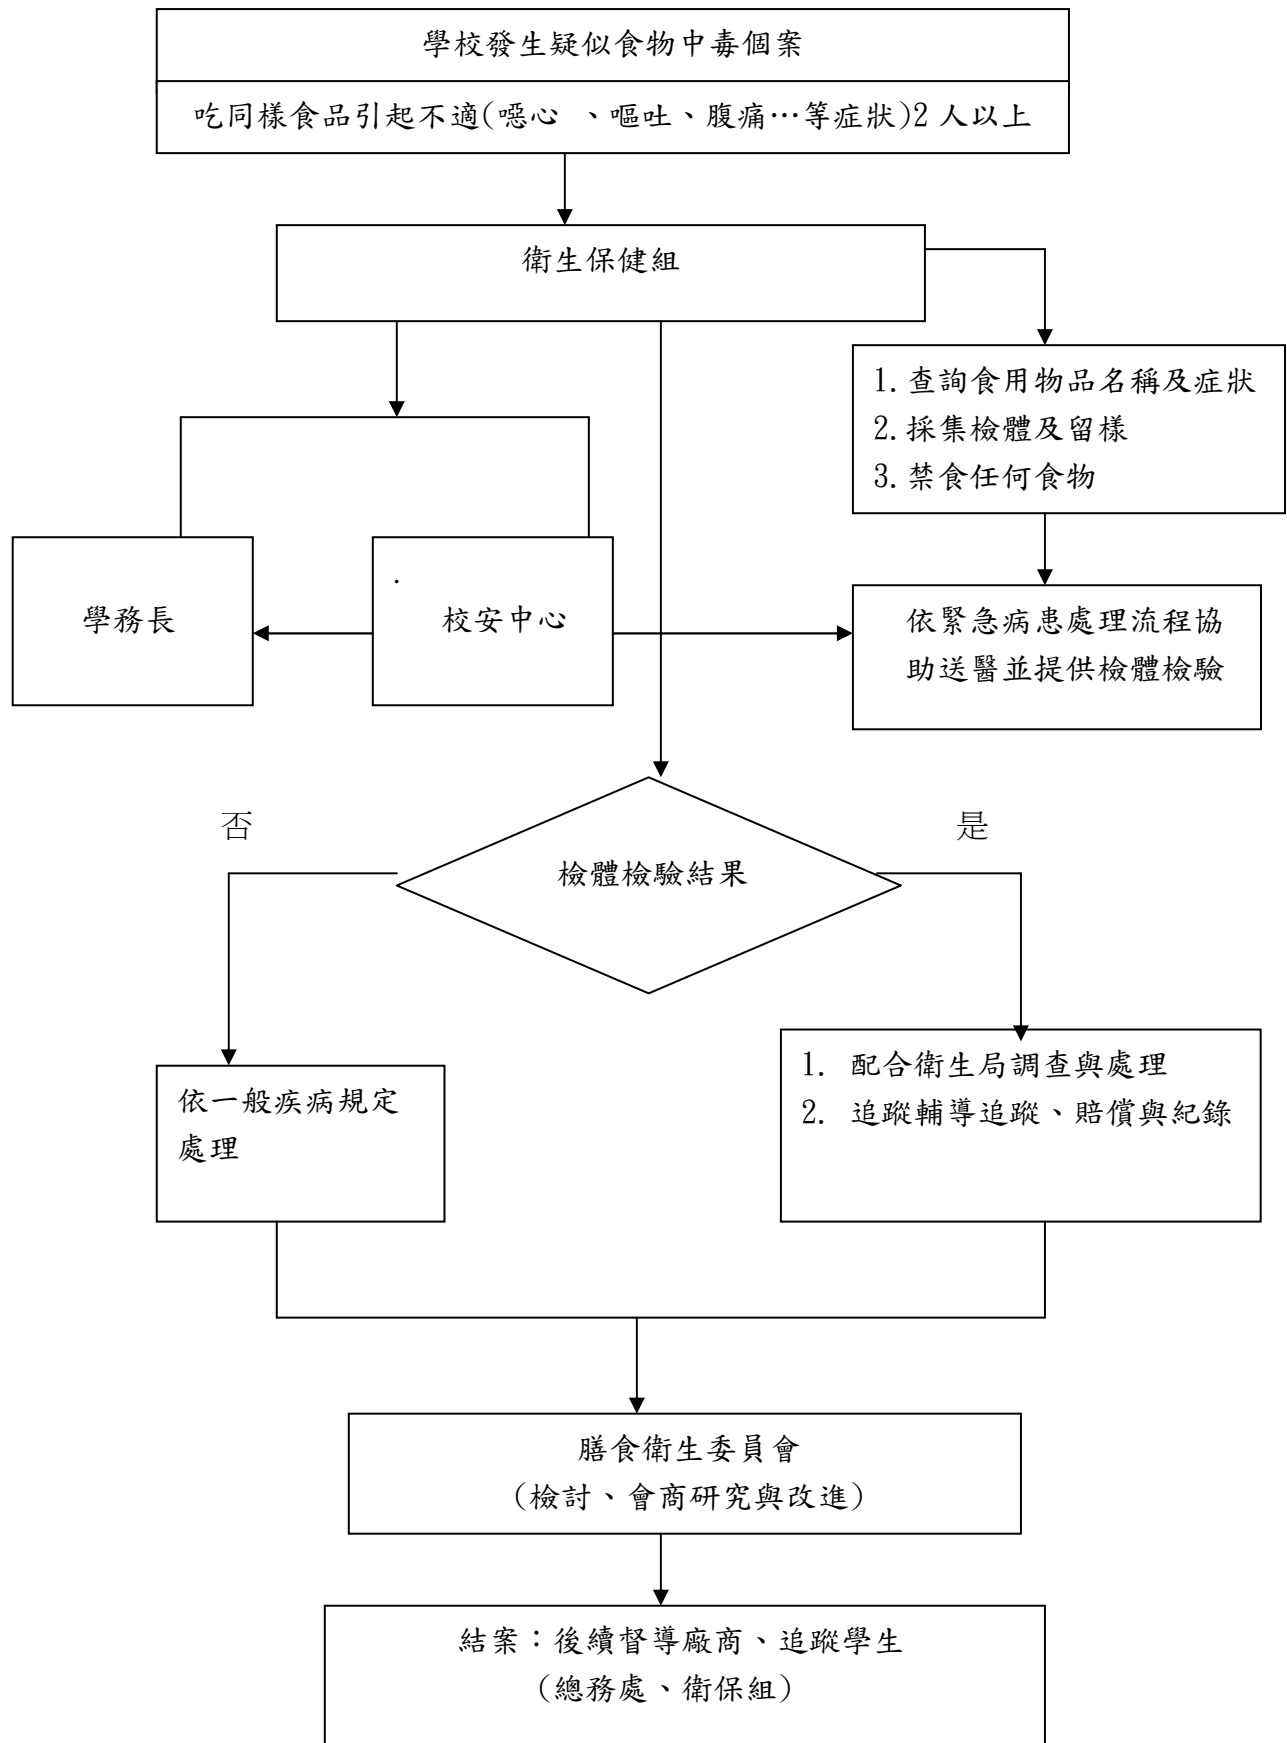 學校發生疑似食物中毒個案
吃同樣食品引起不適(噁心 、嘔吐、腹痛…等症狀)2 人以上
衛生保健組
1. 查詢食用物品名稱及症狀
2. 採集檢體及留樣
3. 禁食任何食物
學務長
.
校安中心
依緊急病患處理流程協
助送醫並提供檢體檢驗
否
是
檢體檢驗結果
依一般疾病規定
處理
1. 配合衛生局調查與處理
2. 追蹤輔導追蹤、賠償與紀錄
膳食衛生委員會
(檢討、會商研究與改進)
結案：後續督導廠商、追蹤學生
(總務處、衛保組)